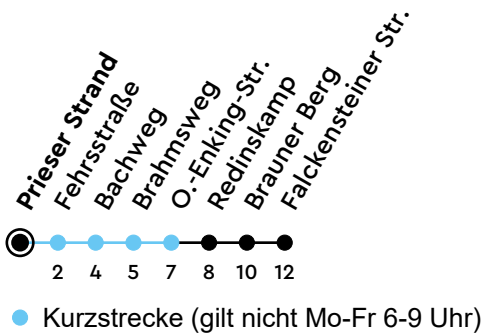 Prieser Strand
Fehrsstraße
Bachweg
Brahmsweg
O.-Enking-Str.
Redinskamp
Brauner Berg
Falckensteiner Str.
2 4 5 7 8 10 12
Kurzstrecke (gilt nicht Mo-Fr 6-9 Uhr)